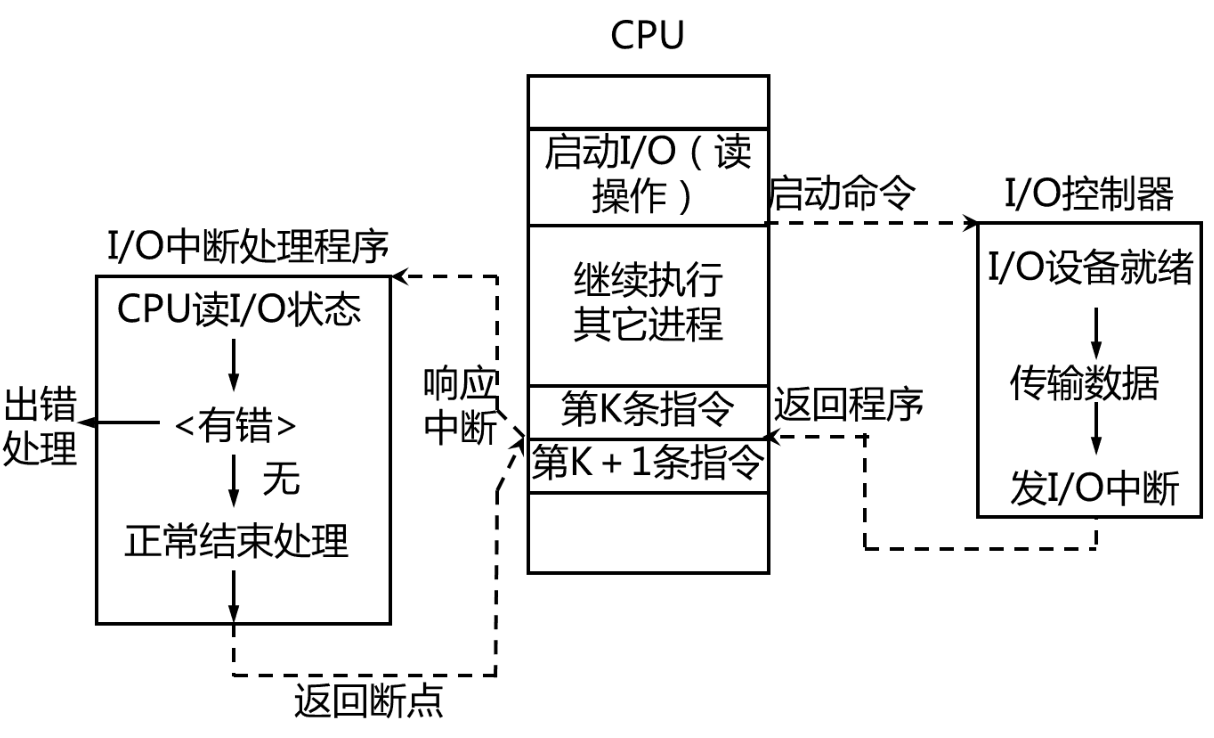 CPU
启动I/O（读
操作）
启动命令
I/O控制器
I/O中断处理程序
I/O设备就绪
CPU读I/O状态
继续执行
其它进程
传输数据
响应
中断
出错
处理
<有错>
第K条指令
返回程序
第K+1条指令
无
发I/O中断
正常结束处理
返回断点